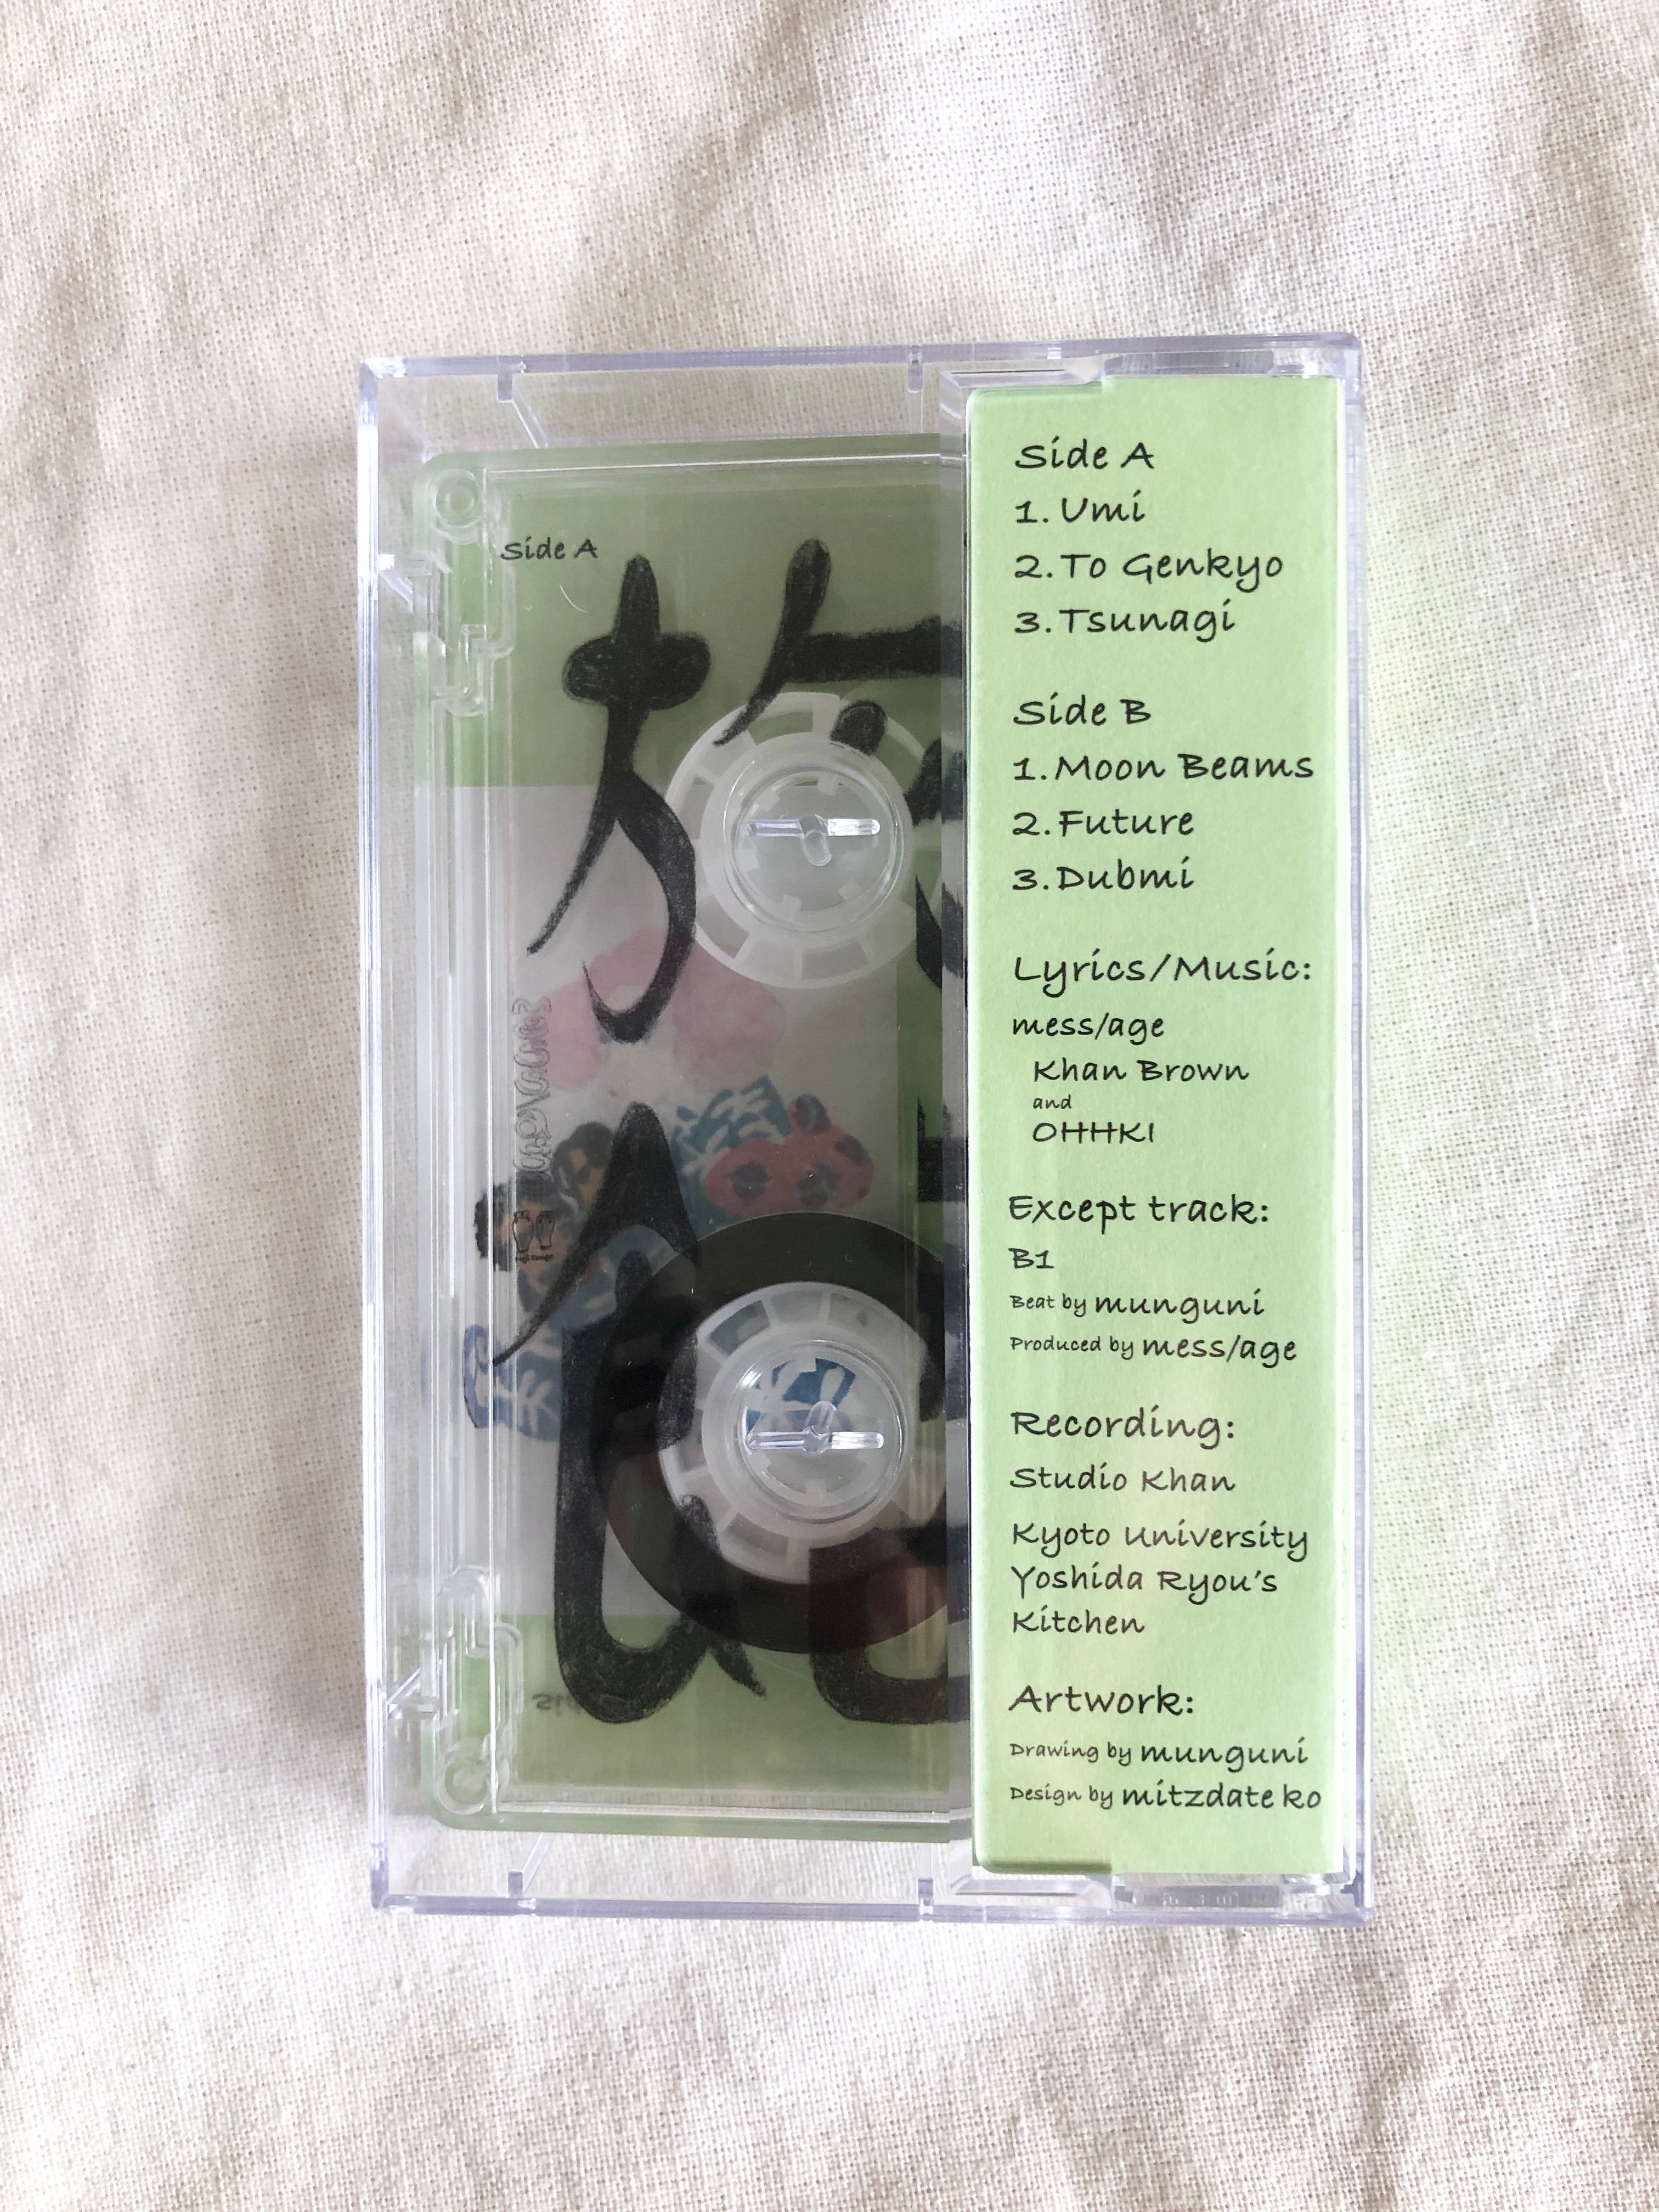 Side A
Side A
1. Umi
2. To Genkyo
3. Tsunagi
Side B
1. Moon Beams
2. Future
3. Dubmi
Lyrics/Music:
mess/age
Khan Brown
and
OHHKI
Except track:
B1
Beat by munguni
Produced by mess/age
Recording:
Studio Khan
Kyoto University
Yoshida Ryou's
Kitchen
Artwork:
Drawing by munguni
Design by mitzdate ko